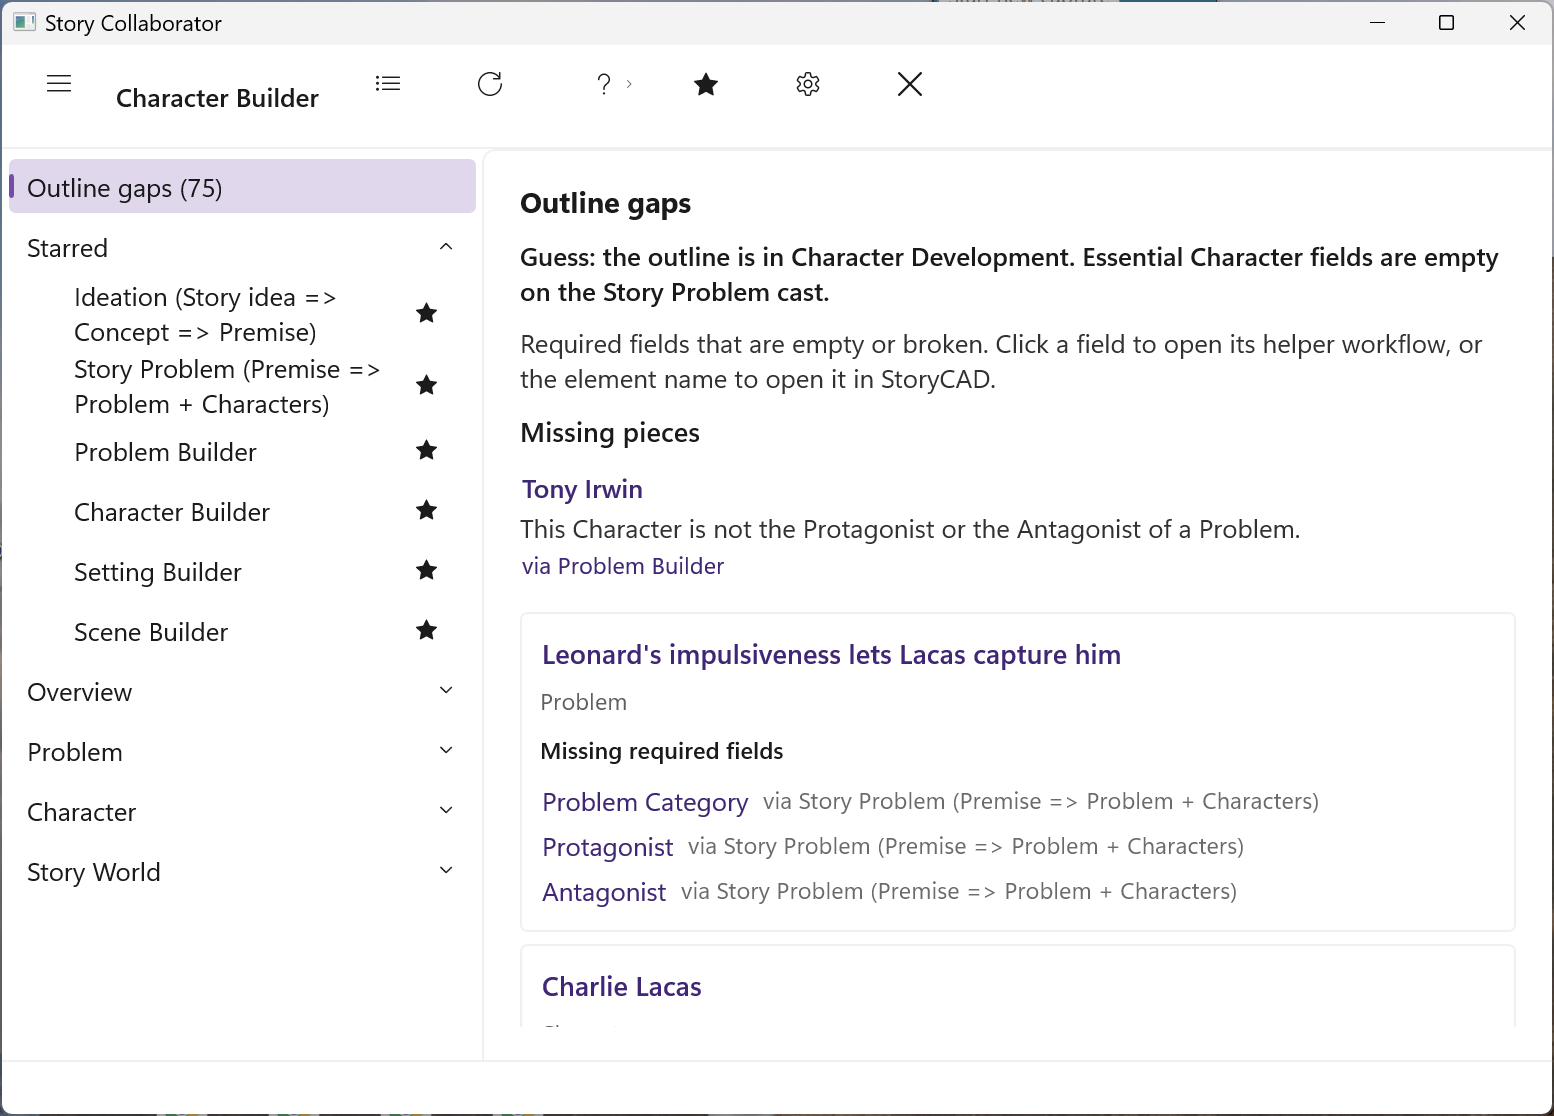 Story Collaborator
Character Builder
?
Outline gaps (75)
Starred
Ideation (Story idea =>
Concept => Premise)
Story Problem (Premise =>
Problem + Characters)
Problem Builder
Character Builder
Setting Builder
Scene Builder
Overview
Problem
Character
Story World
Outline gaps
Guess: the outline is in Character Development. Essential Character fields are empty
on the Story Problem cast.
Required fields that are empty or broken. Click a field to open its helper workflow, or
the element name to open it in StoryCAD.
Missing pieces
Tony Irwin
This Character is not the Protagonist or the Antagonist of a Problem.
via Problem Builder
Leonard's impulsiveness lets Lacas capture him
Problem
Missing required fields
Problem Category via Story Problem (Premise => Problem + Characters)
Protagonist via Story Problem (Premise => Problem + Characters)
Antagonist via Story Problem (Premise => Problem + Characters)
Charlie Lacas